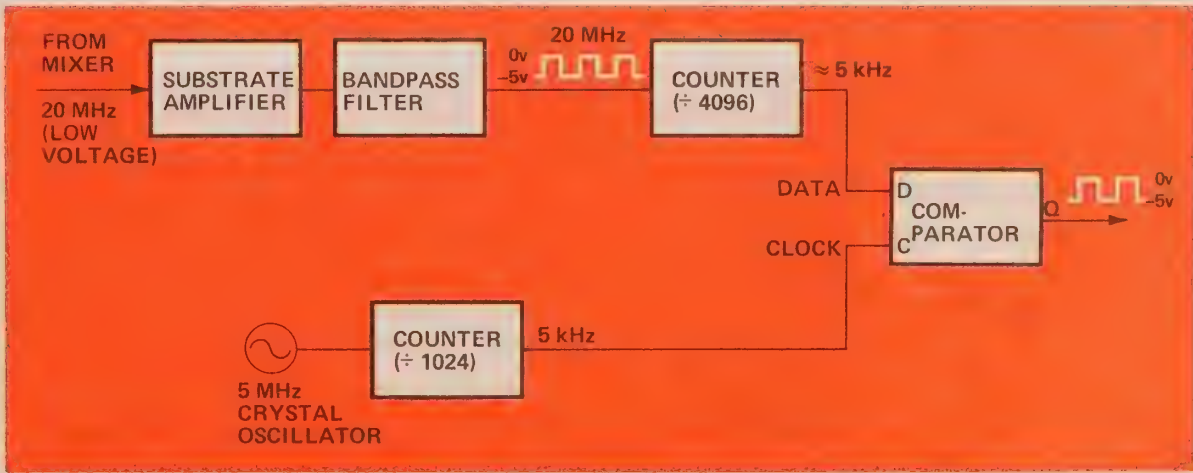 FROM
MIXER
20 MHz
(LOW
VOLTAGE)
SUBSTRATE
AMPLIFIER
BANDPASS
FILTER
0v
−5v
20 MHz
COUNTER
(÷ 4096)
≈ 5 kHz
DATA
D
COM-
PARATOR
C
Q
0v
−5v
CLOCK
5 MHz
CRYSTAL
OSCILLATOR
COUNTER
(÷ 1024)
5 kHz